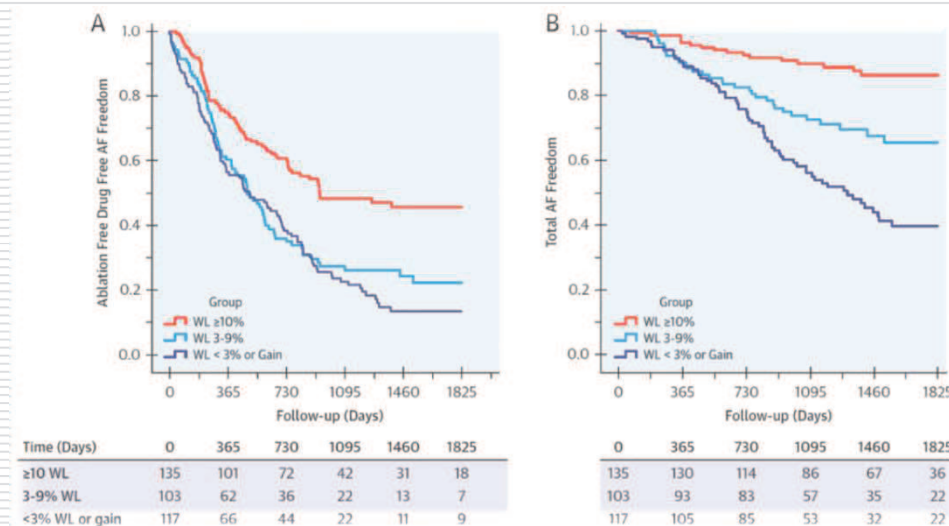 A
Ablation Free Drug Free AF Freedom
1.0
0.8
0.6
0.4
0.2
0.0
Group
WL ≥10%
WL 3-9%
WL < 3% or Gain
0 365 730 1095 1460 1825
Follow-up (Days)
B
Total AF Freedom
1.0
0.8
0.6
0.4
0.2
0.0
Group
WL ≥10%
WL 3-9%
WL < 3% or Gain
0 365 730 1095 1460 1825
Follow-up (Days)
Time (Days) 0 365 730 1095 1460 1825 0 365 730 1095 1460 1825
≥10 WL 135 101 72 42 31 18 135 130 114 86 67 36
3-9% WL 103 62 36 22 13 7 103 93 83 57 35 22
<3% WL or gain 117 66 44 22 11 9 117 105 85 53 32 22